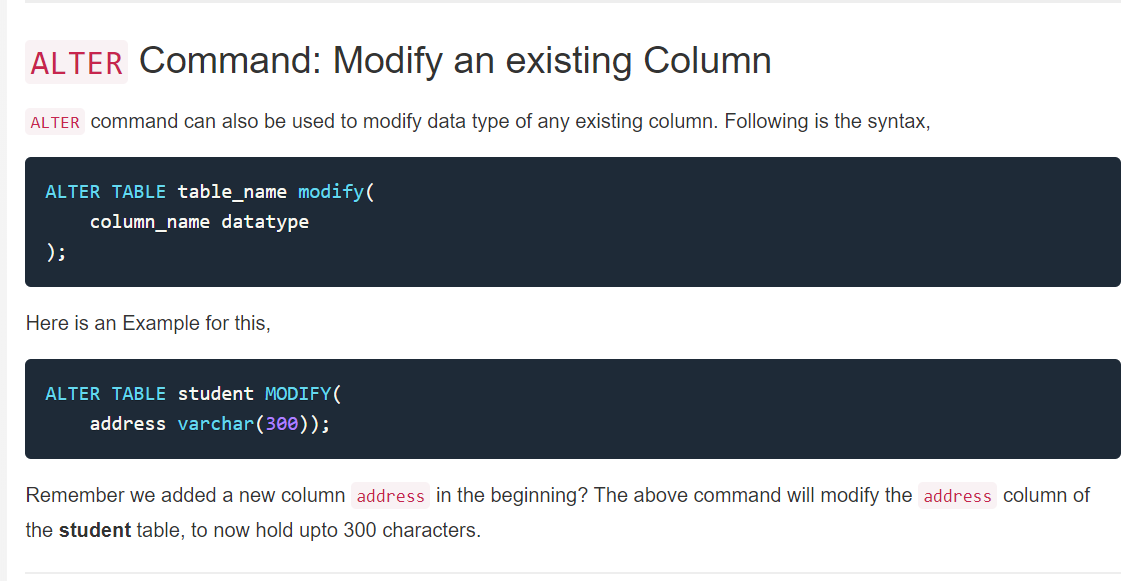 ALTER Command: Modify an existing Column
ALTER command can also be used to modify data type of any existing column. Following is the syntax,
ALTER TABLE table_name modify(
    column_name datatype
);
Here is an Example for this,
ALTER TABLE student MODIFY(
    address varchar(300));
Remember we added a new column address in the beginning? The above command will modify the address column of
the student table, to now hold upto 300 characters.